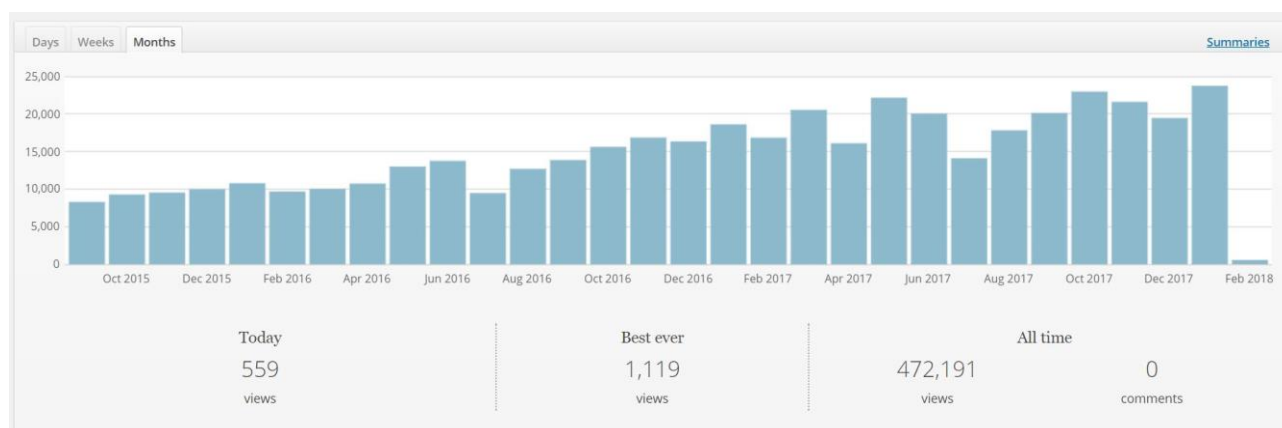 Days Weeks Months Summaries
25,000
20,000
15,000
10,000
5,000
0
Oct 2015 Dec 2015 Feb 2016 Apr 2016 Jun 2016 Aug 2016 Oct 2016 Dec 2016 Feb 2017 Apr 2017 Jun 2017 Aug 2017 Oct 2017 Dec 2017 Feb 2018
Today Best ever All time
559 1,119 472,191 0
views views views comments